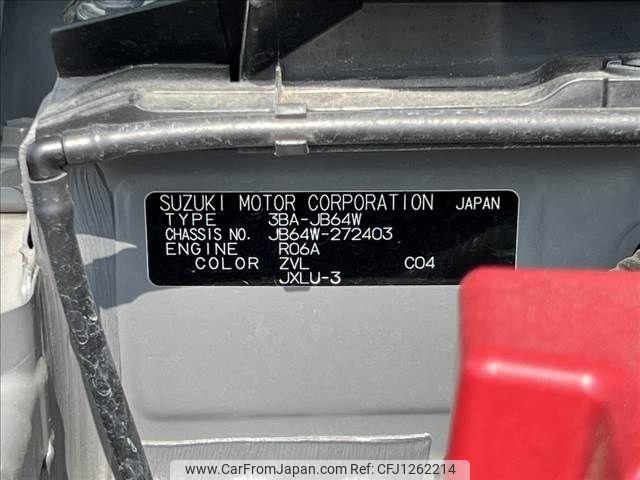 SUZUKI MOTOR CORPORATION JAPAN
TYPE 3BA-JB64W
CHASSIS NO. JB64W-272403
ENGINE R06A
COLOR ZVL C04
JXLU-3
www.CarFromJapan.com | Ref. No: CFJ1262214